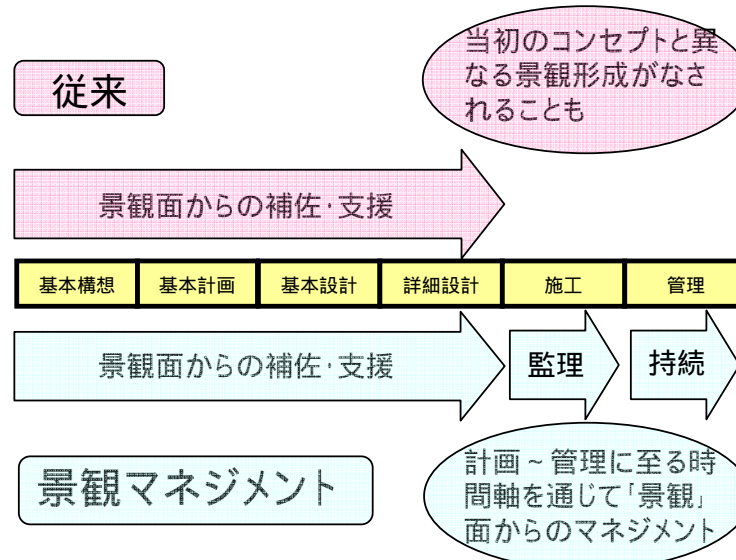 従来
当初のコンセプトと異
なる景観形成がなさ
れることも
景観面からの補佐・支援
基本構想 基本計画 基本設計 詳細設計 施工 管理
景観面からの補佐・支援 監理 持続
景観マネジメント
計画～管理に至る時
間軸を通じて「景観」
面からのマネジメント